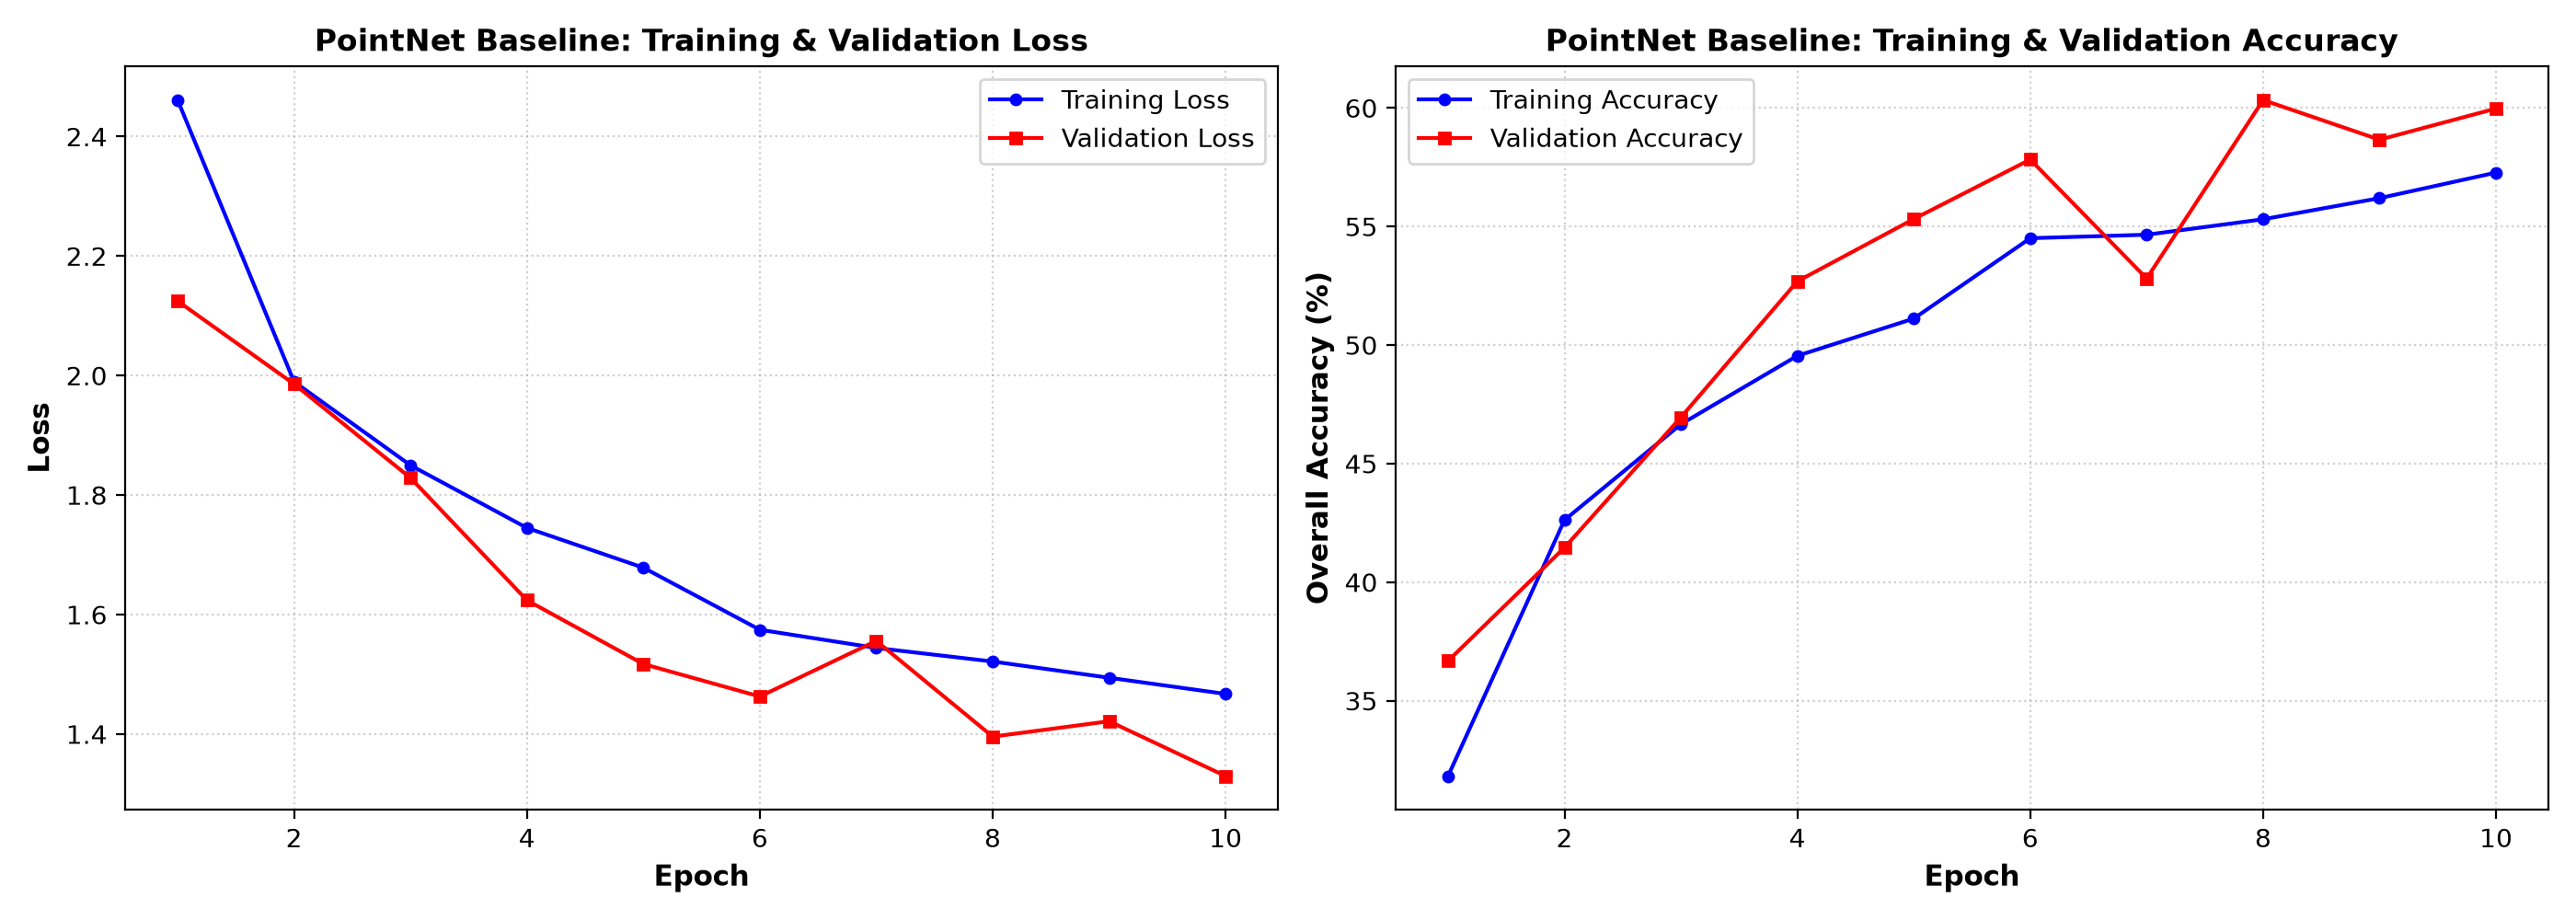 PointNet Baseline: Training & Validation Loss
Training Loss
Validation Loss
2.4
2.2
2.0
1.8
1.6
1.4
Loss
2 4 6 8 10
Epoch
PointNet Baseline: Training & Validation Accuracy
Training Accuracy
Validation Accuracy
60
55
50
45
40
35
Overall Accuracy (%)
2 4 6 8 10
Epoch